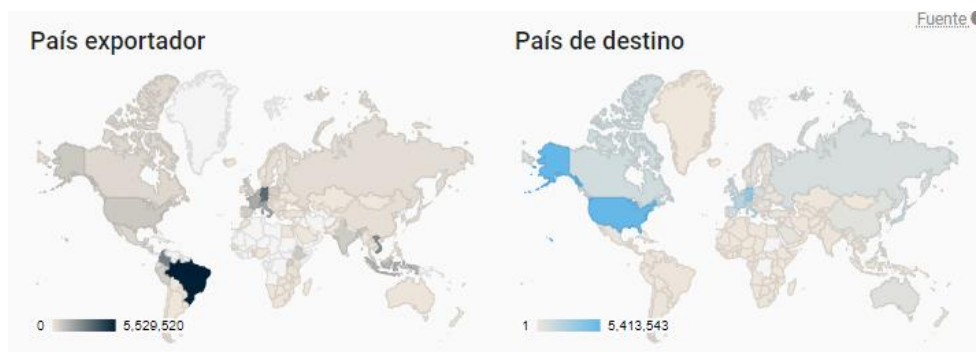 Fuente
País exportador
País de destino
0 5,529,520
1 5,413,543